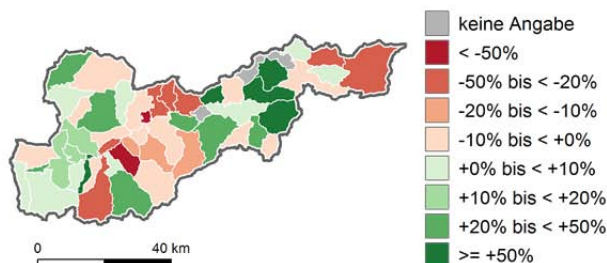 keine Angabe
< -50%
-50% bis < -20%
-20% bis < -10%
-10% bis < +0%
+0% bis < +10%
+10% bis < +20%
+20% bis < +50%
>= +50%
0 40 km